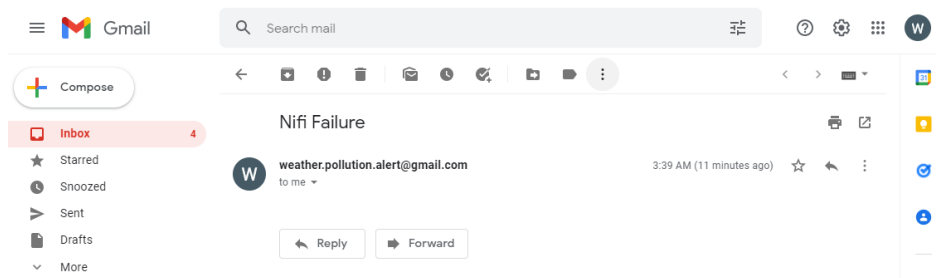 Gmail
Search mail
W
Compose
Inbox 4
Starred
Snoozed
Sent
Drafts
More
31
Nifi Failure
W
weather.pollution.alert@gmail.com
3:39 AM (11 minutes ago)
to me
Reply
Forward